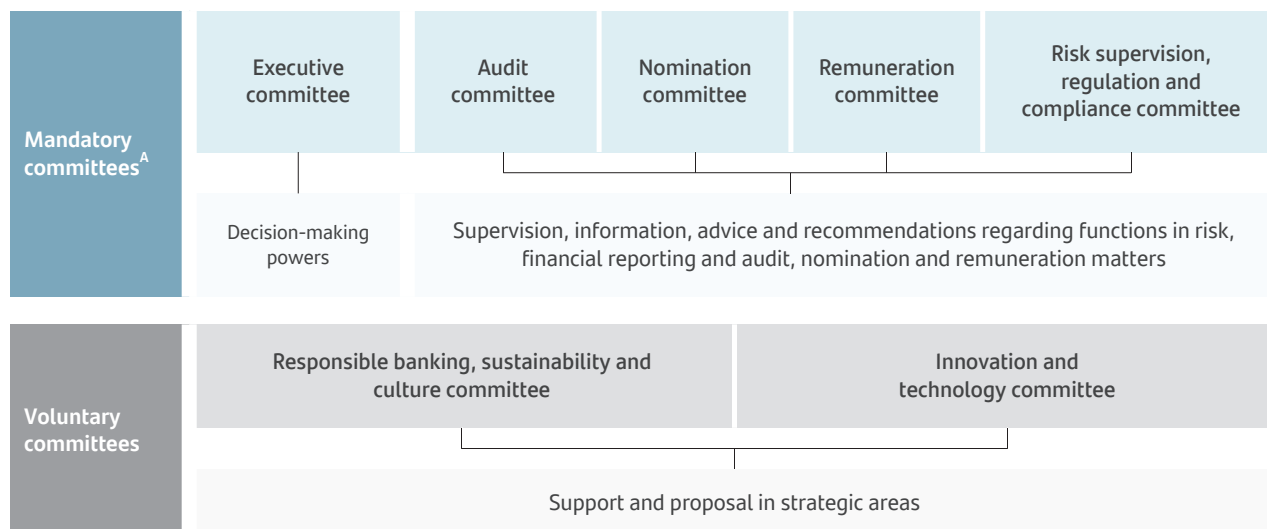 Mandatory
committees^A
Executive
committee
Audit
committee
Nomination
committee
Remuneration
committee
Risk supervision,
regulation and
compliance committee
Decision-making
powers
Supervision, information, advice and recommendations regarding functions in risk,
financial reporting and audit, nomination and remuneration matters
Voluntary
committees
Responsible banking, sustainability and
culture committee
Innovation and
technology committee
Support and proposal in strategic areas